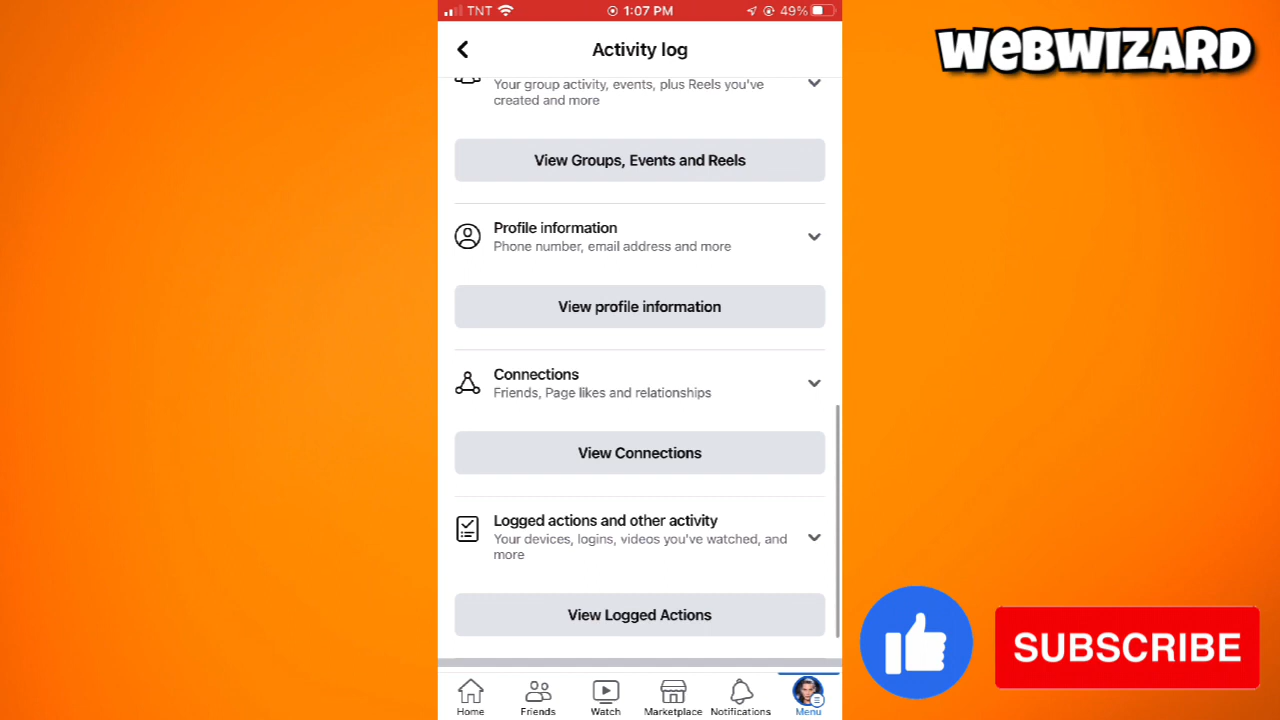 TNT
1:07 PM
49%
WEBWIZARD
Activity log
Your group activity, events, plus Reels you've
created and more
View Groups, Events and Reels
Profile information
Phone number, email address and more
View profile information
Connections
Friends, Page likes and relationships
View Connections
Logged actions and other activity
Your devices, logins, videos you've watched, and
more
View Logged Actions
SUBSCRIBE
Home
Friends
Watch
Marketplace
Notifications
Menu